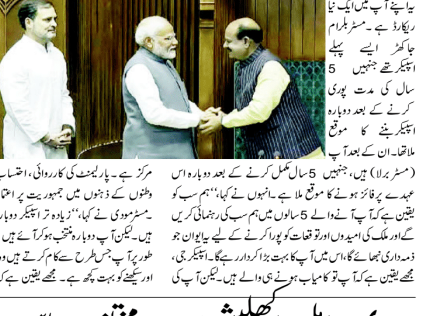 یہ اپنے آپ میں ایک نیا
ریکارڈ ہے ۔مسٹر بلرام
جاکھڑ ایسے پہلے
اسپیکر تھے جنہیں 5
سال کی مدت پوری
کرنے کے بعد دوبارہ
اسپیکر بننے کا موقع
ملا تھا۔ ان کے بعد آپ
(مسٹر برلا) ہیں، جنہیں 5سال مکمل کرنے کے بعد دوبارہ اس
عہدے پر فائز ہونے کا موقع ملا ہے ۔انہوں نے کہا،‘‘ہم سب کو
یقین ہے کہ آپ آنے والے 5 سالوں میں ہم سب کی رہنمائی کریں
گے اور ملک کی امیدوں اور توقعات کو پورا کرنے کے لیے یہ ایوان جو
ذمہ داری نبھائے گا، اس میں آپ کا بہت بڑا کردار رہے گا۔ اسپیکر جی،
مجھے یقین ہے کہ آپ تو کامیاب ہونے ہی والے ہیں۔ لیکن آپ کی
مرکز ہے ۔ پارلیمنٹ کی کارروائی، احتساب
وطنوں کے ذہنوں میں جمہوریت پر
۔مسٹر مودی نے کہا،‘‘زیادہ تر اسپیکر
ہیں۔ لیکن آپ دوبارہ منتخب ہو کر آئے ہیں
طور پر آپ جس طرح سے کام کرتے ہیں
اور سیکھنے کو بہت کچھ ہے ۔ مجھے یقین ہے